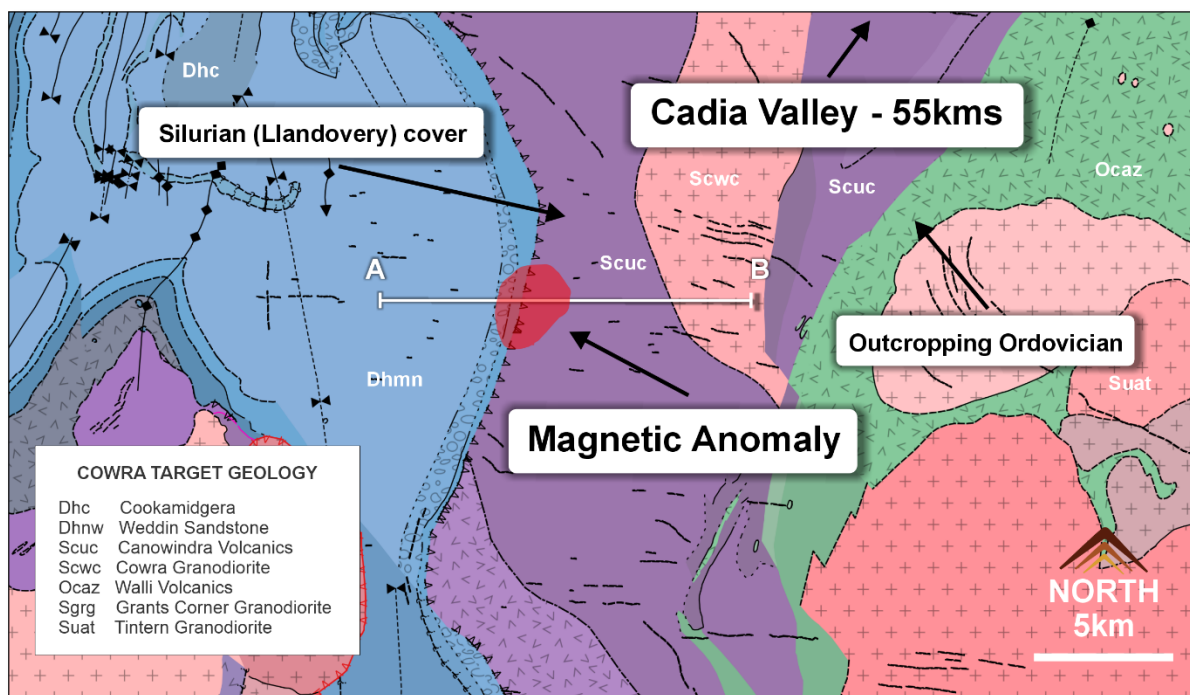 Dhc
Silurian (Llandovery) cover
Cadia Valley - 55kms
Scwc
Scuc
Ocaz
Scuc
A
B
Outcropping Ordovician
Dhmn
Suat
Magnetic Anomaly
COWRA TARGET GEOLOGY
Dhc Cookamidgera
Dhnw Weddin Sandstone
Scuc Canowindra Volcanics
Scwc Cowra Granodiorite
Ocaz Walli Volcanics
Sgrg Grants Corner Granodiorite
Suat Tintern Granodiorite
NORTH
5km